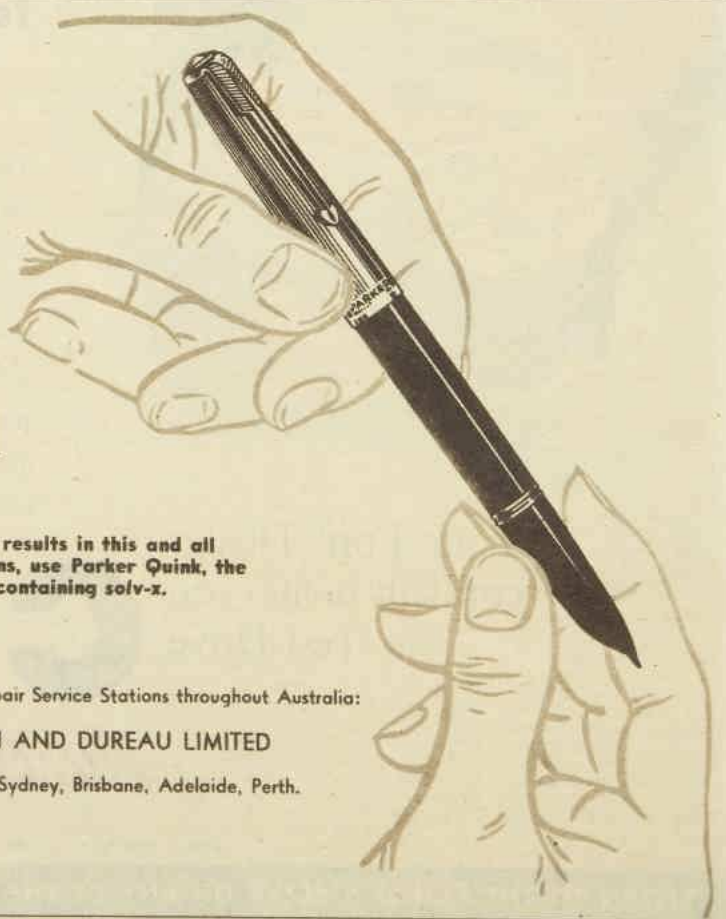 PARKER
results in this and all
ns, use Parker Quink, the
containing solv-x.
pair Service Stations throughout Australia:
AND DUREAU LIMITED
Sydney, Brisbane, Adelaide, Perth.